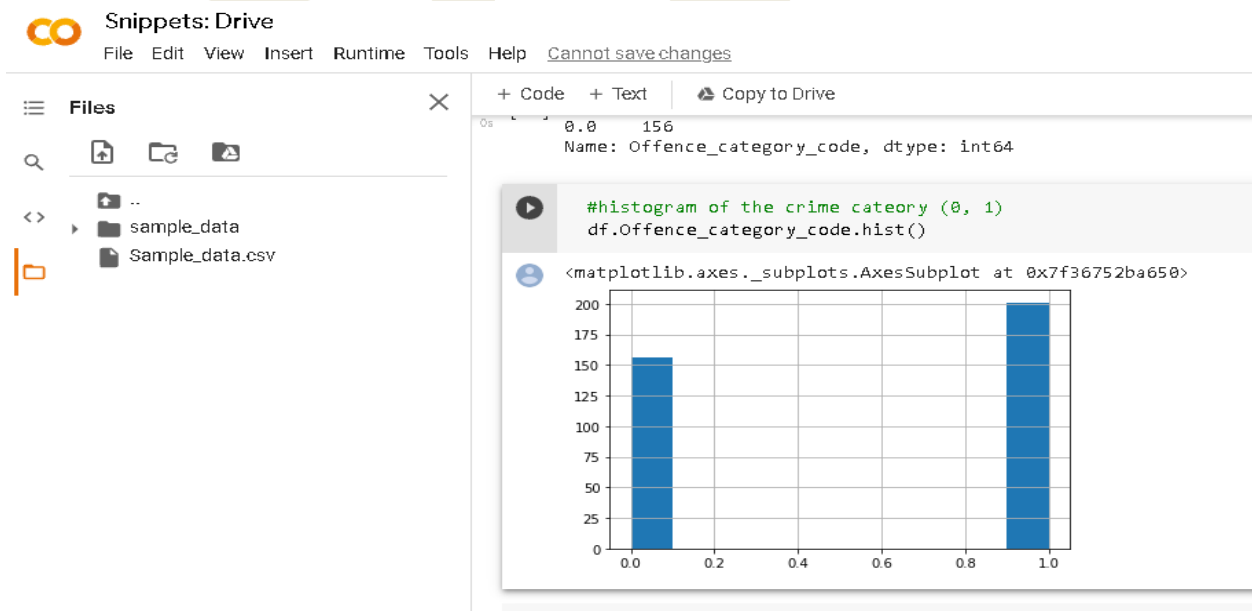 Snippets: Drive
File Edit View Insert Runtime Tools Help Cannot save changes
Files
+ Code + Text Copy to Drive
..
sample_data
Sample_data.csv
0s
0.0 156
Name: Offence_category_code, dtype: int64
#histogram of the crime cateory (0, 1)
df.Offence_category_code.hist()
<matplotlib.axes._subplots.AxesSubplot at 0x7f36752ba650>
200
175
150
125
100
75
50
25
0
0.0 0.2 0.4 0.6 0.8 1.0